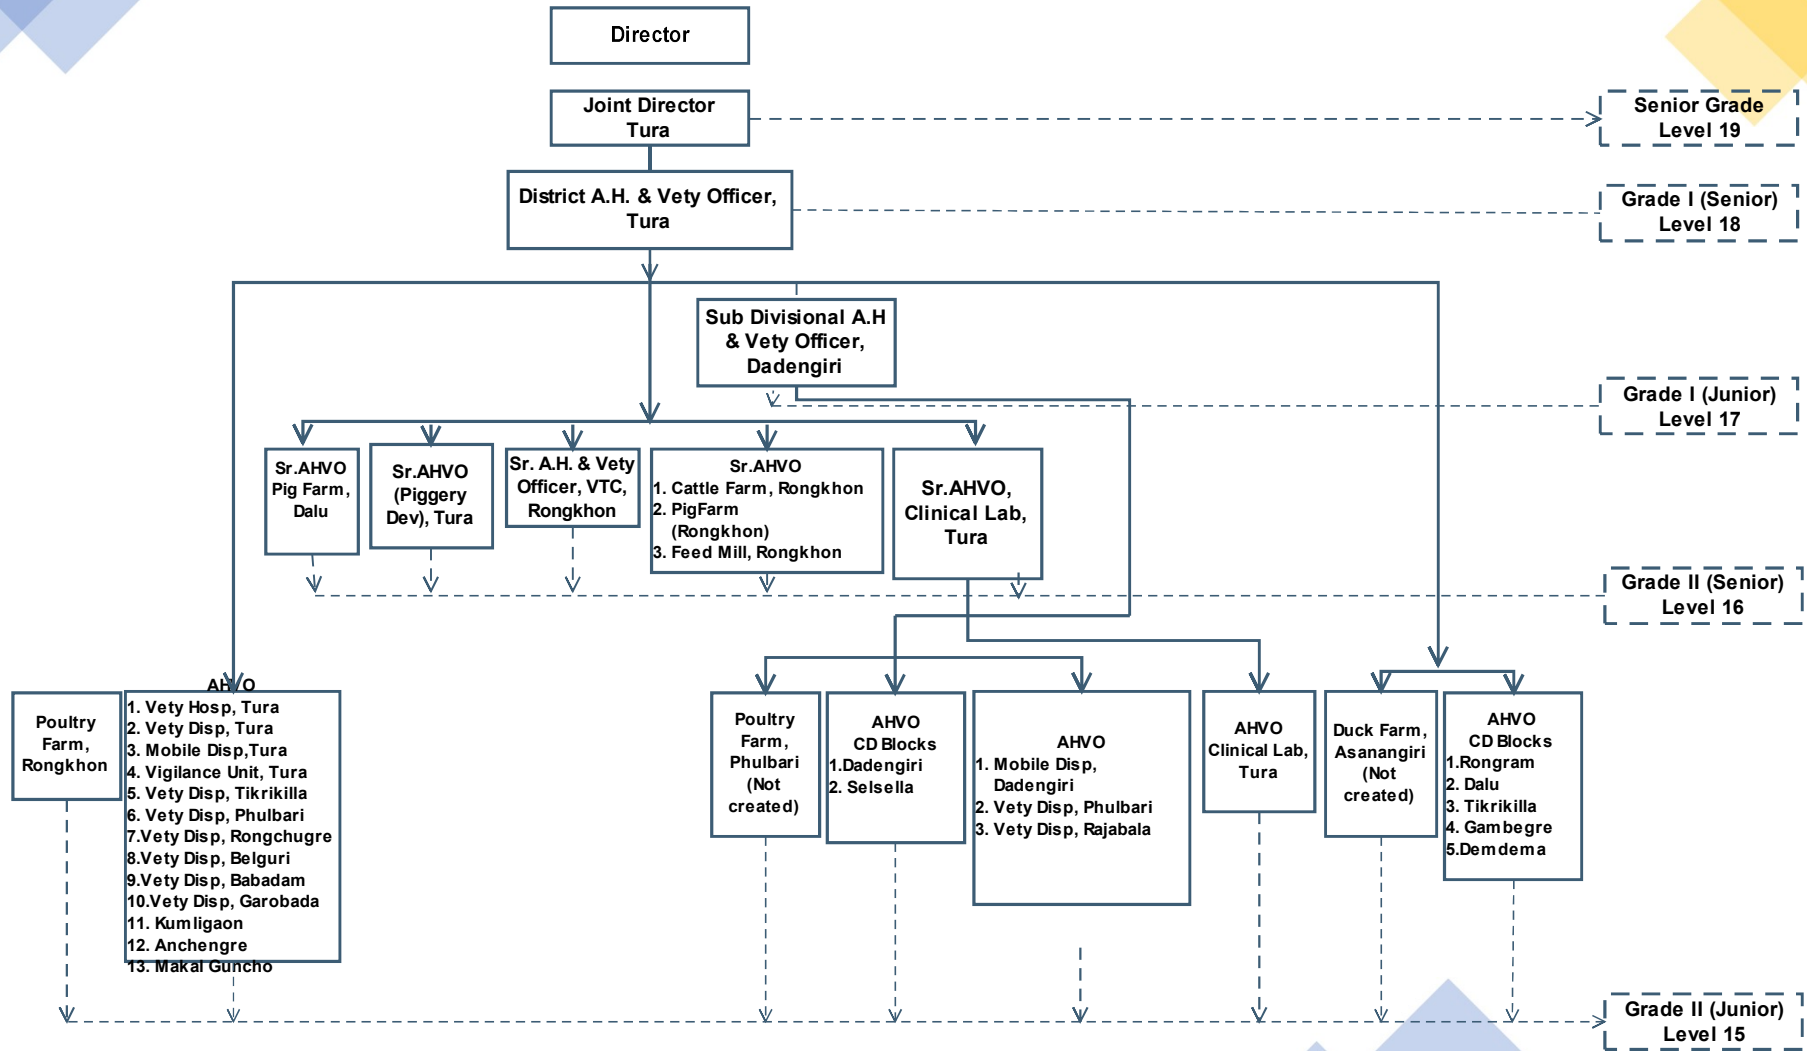 Director
Joint Director
Tura
Senior Grade
Level 19
District A.H. & Vety Officer,
Tura
Grade I (Senior)
Level 18
Sub Divisional A.H
& Vety Officer,
Dadengiri
Grade I (Junior)
Level 17
Sr.AHVO
Pig Farm,
Dalu
Sr.AHVO
(Piggery
Dev), Tura
Sr. A.H. & Vety
Officer, VTC,
Rongkhon
Sr.AHVO
1. Cattle Farm, Rongkhon
2. PigFarm
(Rongkhon)
3. Feed Mill, Rongkhon
Sr.AHVO,
Clinical Lab,
Tura
Grade II (Senior)
Level 16
Poultry
Farm,
Rongkhon
AHVO
1. Vety Hosp, Tura
2. Vety Disp, Tura
3. Mobile Disp,Tura
4. Vigilance Unit, Tura
5. Vety Disp, Tikrikilla
6. Vety Disp, Phulbari
7.Vety Disp, Rongchugre
8.Vety Disp, Belguri
9.Vety Disp, Babadam
10.Vety Disp, Garobada
11. Kumligaon
12. Anchengre
13. Makal Guncho
Poultry
Farm,
Phulbari
(Not
created)
AHVO
CD Blocks
1.Dadengiri
2. Selsella
AHVO
1. Mobile Disp,
Dadengiri
2. Vety Disp, Phulbari
3. Vety Disp, Rajabala
AHVO
Clinical Lab,
Tura
Duck Farm,
Asanangiri
(Not
created)
AHVO
CD Blocks
1.Rongram
2. Dalu
3. Tikrikilla
4. Gambegre
5.Demdema
Grade II (Junior)
Level 15